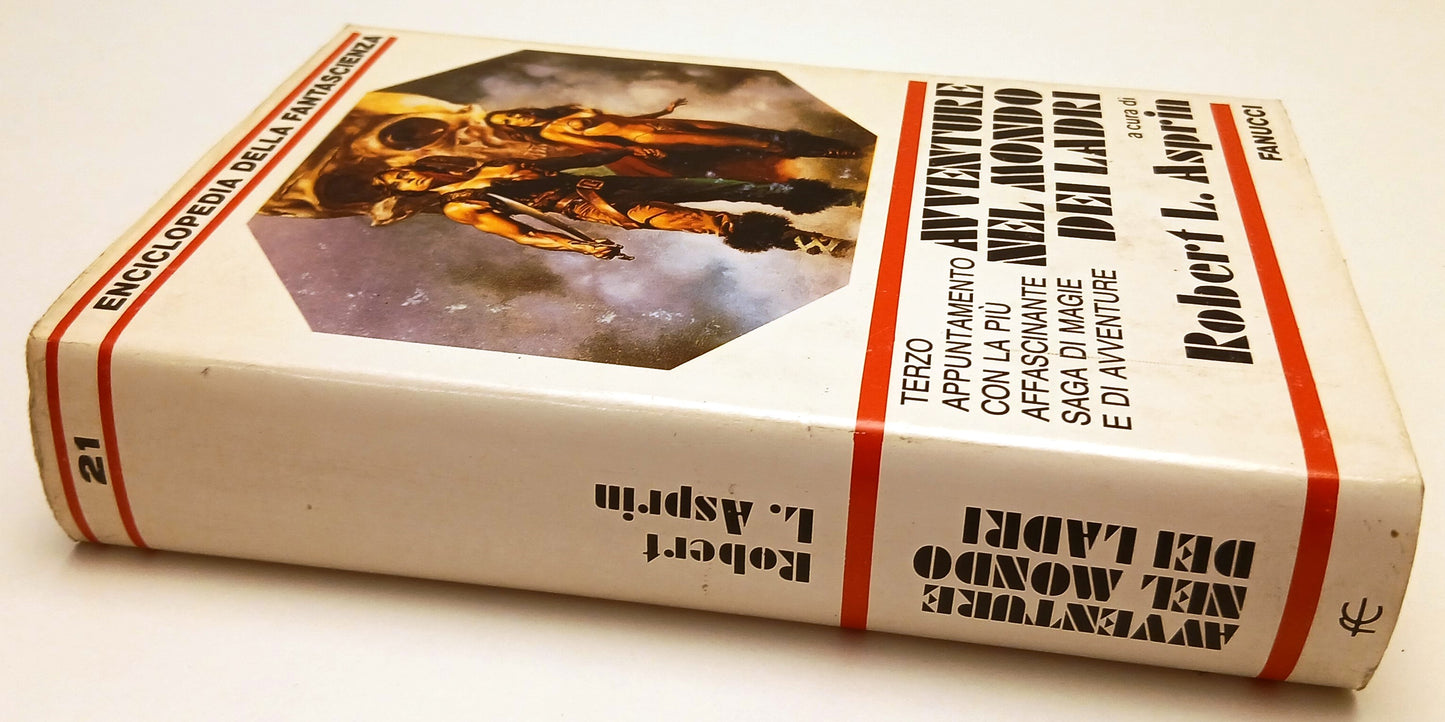 ENCICLOPEDIA DELLA FANTASCIENZA
TERZO
APPUNTAMENTO
CON LA PIÙ
AFFASCINANTE
SAGA DI MAGIE
E DI AVVENTURE
AVVENTURE
NEL MONDO
DEI LADRI
a cura di
Robert L. Asprin
FANUCCI
21
Robert
L. Asprin
AVVENTURE
NEL MONDO
DEI LADRI